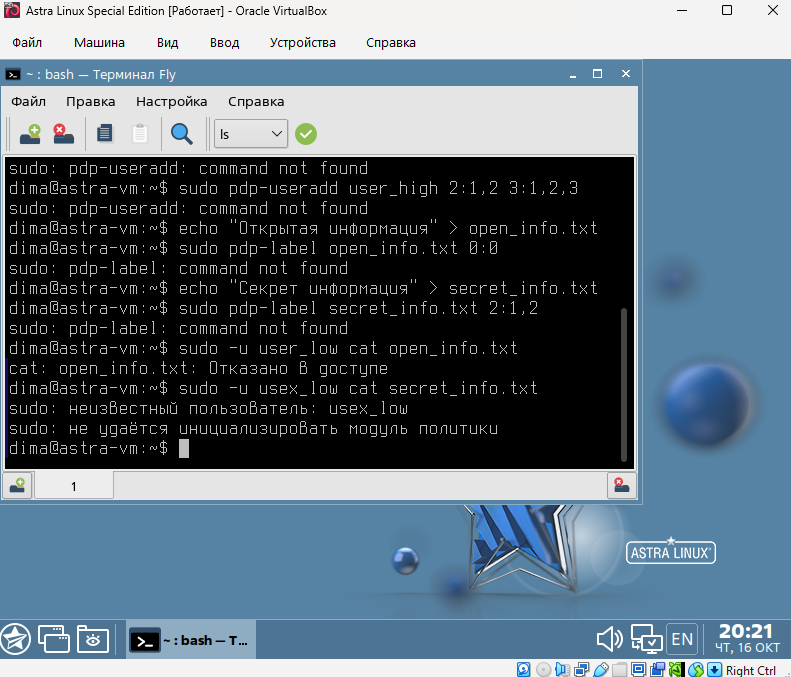 Astra Linux Special Edition [Работает] - Oracle VirtualBox
Файл Машина Вид Ввод Устройства Справка
~ : bash — Терминал Fly
Файл Правка Настройка Справка
ls
sudo: pdp-useradd: command not found
dima@astra-vm:~$ sudo pdp-useradd user_high 2:1,2 3:1,2,3
sudo: pdp-useradd: command not found
dima@astra-vm:~$ echo "Открытая информация" > open_info.txt
dima@astra-vm:~$ sudo pdp-label open_info.txt 0:0
sudo: pdp-label: command not found
dima@astra-vm:~$ echo "Секрет информация" > secret_info.txt
dima@astra-vm:~$ sudo pdp-label secret_info.txt 2:1,2
sudo: pdp-label: command not found
dima@astra-vm:~$ sudo -u user_low cat open_info.txt
cat: open_info.txt: Отказано в доступе
dima@astra-vm:~$ sudo -u usex_low cat secret_info.txt
sudo: неизвестный пользователь: usex_low
sudo: не удаётся инициализировать модуль политики
dima@astra-vm:~$
1
ASTRA LINUX®
~ : bash — Т...
EN
20:21
ЧТ, 16 ОКТ
Right Ctrl